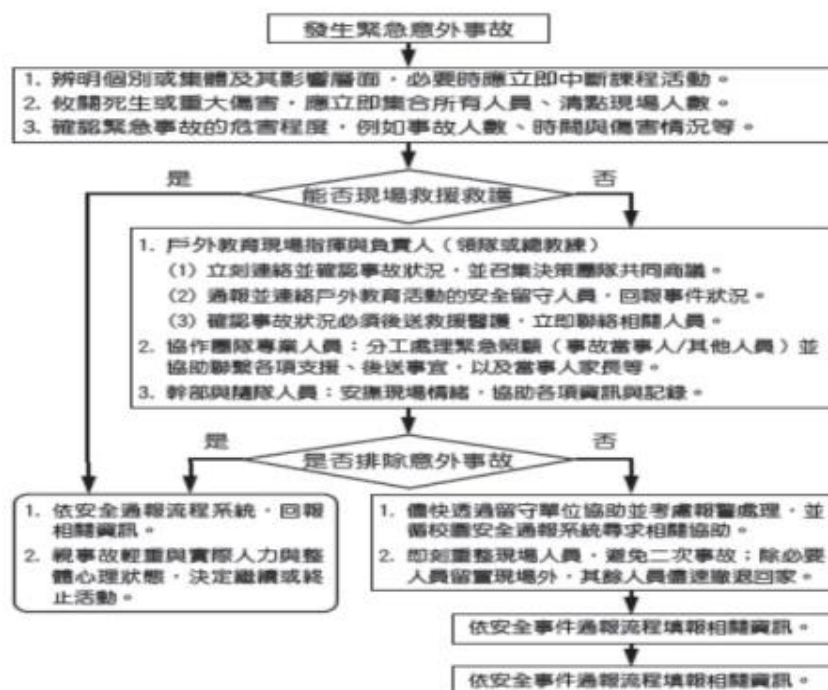 發生緊急意外事故
1. 辨明個別或集體及其影響層面,必要時應立即中斷課程活動。
2. 攸關死生或重大傷害,應立即集合所有人員、清點現場人數。
3. 確認緊急事故的危害程度,例如事故人數、時間與傷害情況等。
是
能否現場救援救護
否
1. 戶外教育現場指揮與負責人(領隊或總教練)
(1) 立刻連絡並確認事故狀況,並召集決策團隊共同商議。
(2) 通報並連絡戶外教育活動的安全留守人員,回報事件狀況。
(3) 確認事故狀況必須後送救援醫護,立即聯絡相關人員。
2. 協作團隊專業人員:分工處理緊急照顧(事故當事人/其他人員)並
協助聯繫各項支援、後送事宜,以及當事人家長等。
3. 幹部與隨隊人員:安撫現場情緒,協助各項資訊與記錄。
是
是否排除意外事故
否
1. 依安全通報流程系統,回報
相關資訊。
2. 視事故輕重與實際人力與整
體心理狀態,決定繼續或終
止活動。
1. 儘快透過留守單位協助並考慮報警處理,並
循校園安全通報系統尋求相關協助。
2. 即刻重整現場人員,避免二次事故;除必要
人員留置現場外,其餘人員儘速撤退回家。
依安全事件通報流程填報相關資訊。
依安全事件通報流程填報相關資訊。